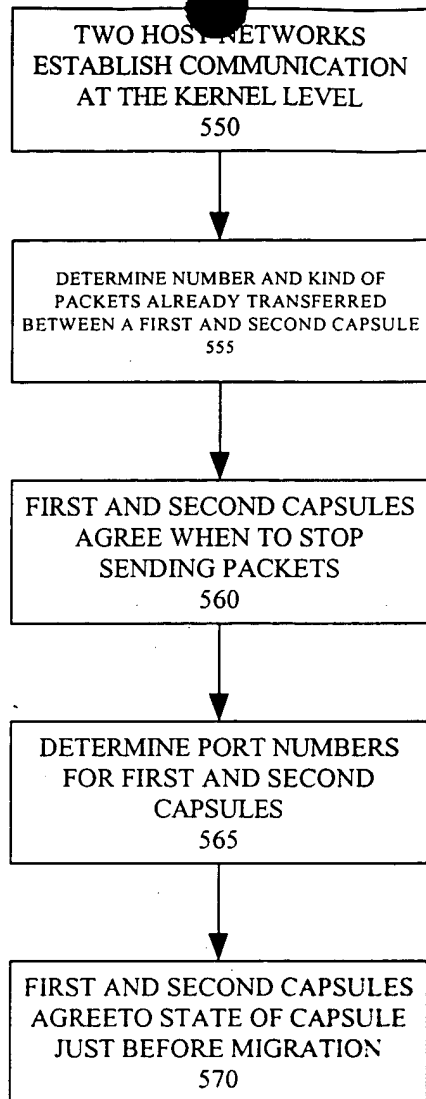 TWO HOST NETWORKS
ESTABLISH COMMUNICATION
AT THE KERNEL LEVEL
550
DETERMINE NUMBER AND KIND OF
PACKETS ALREADY TRANSFERRED
BETWEEN A FIRST AND SECOND CAPSULE
555
FIRST AND SECOND CAPSULES
AGREE WHEN TO STOP
SENDING PACKETS
560
DETERMINE PORT NUMBERS
FOR FIRST AND SECOND
CAPSULES
565
FIRST AND SECOND CAPSULES
AGREETO STATE OF CAPSULE
JUST BEFORE MIGRATION
570